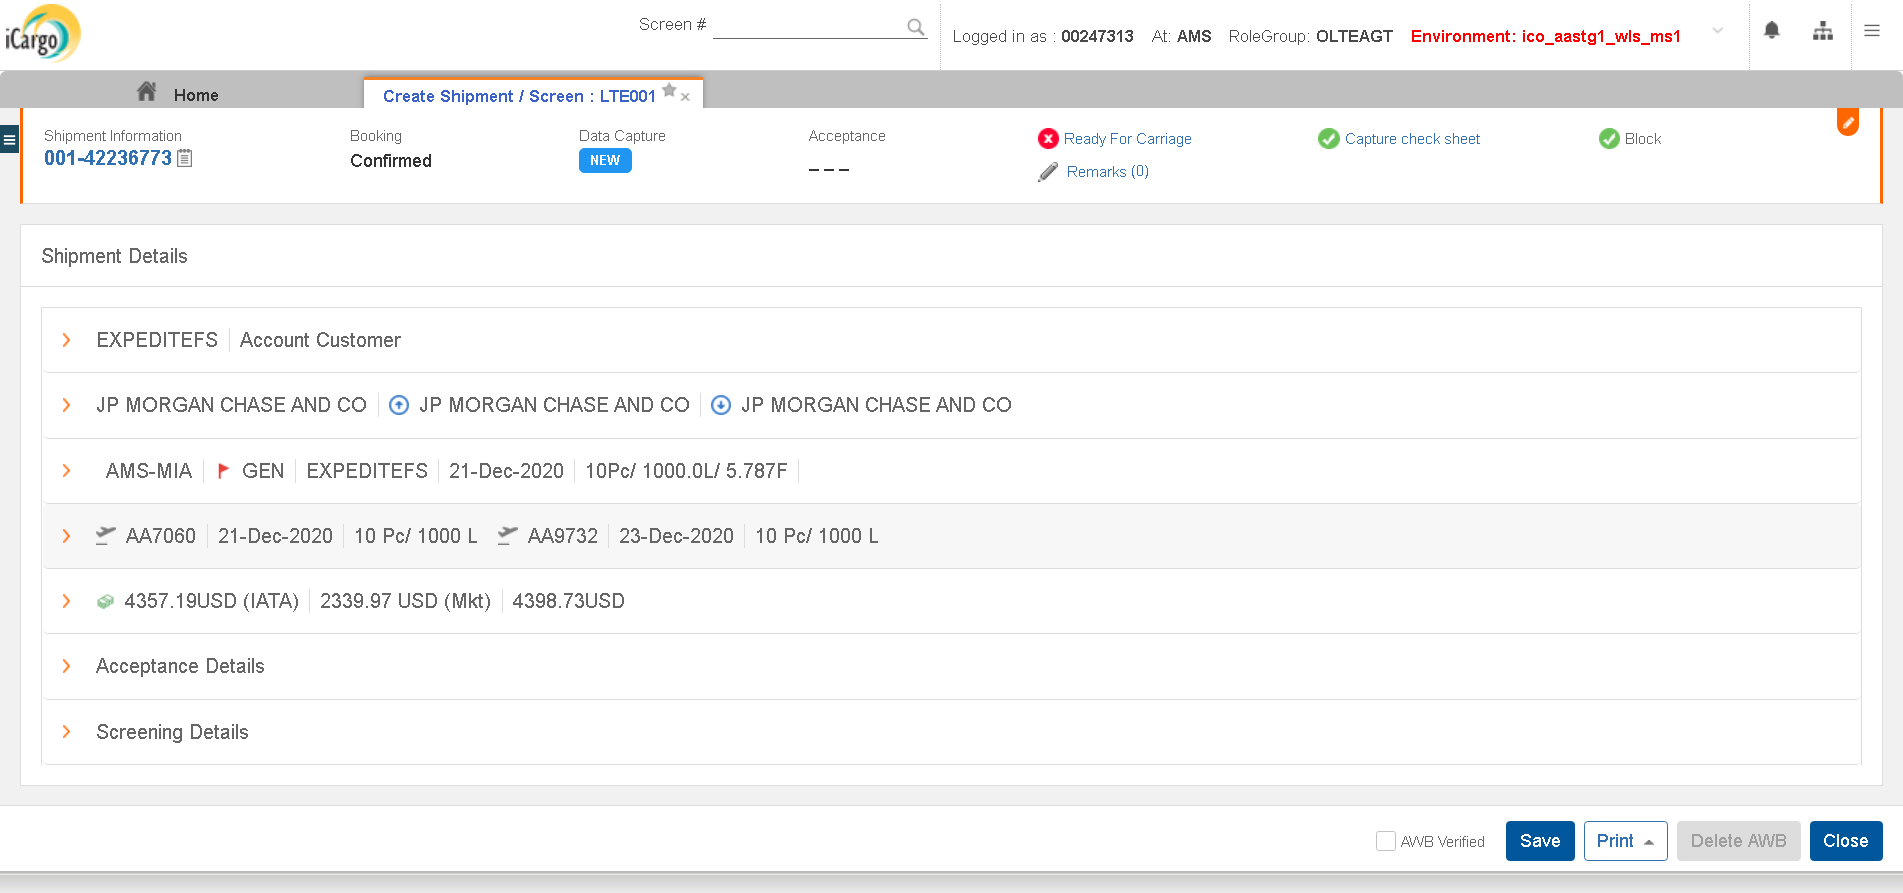 iCargo
Screen #
Logged in as : 00247313 At: AMS RoleGroup: OLTEAGT Environment: ico_aastg1_wls_ms1
Home
Create Shipment / Screen : LTE001
Shipment Information
001-42236773
Booking
Confirmed
Data Capture
NEW
Acceptance
– – –
Ready For Carriage
Remarks (0)
Capture check sheet
Block
Shipment Details
EXPEDITEFS Account Customer
JP MORGAN CHASE AND CO JP MORGAN CHASE AND CO JP MORGAN CHASE AND CO
AMS-MIA GEN EXPEDITEFS 21-Dec-2020 10Pc/ 1000.0L/ 5.787F
AA7060 21-Dec-2020 10 Pc/ 1000 L AA9732 23-Dec-2020 10 Pc/ 1000 L
4357.19USD (IATA) 2339.97 USD (Mkt) 4398.73USD
Acceptance Details
Screening Details
AWB Verified Save Print Delete AWB Close